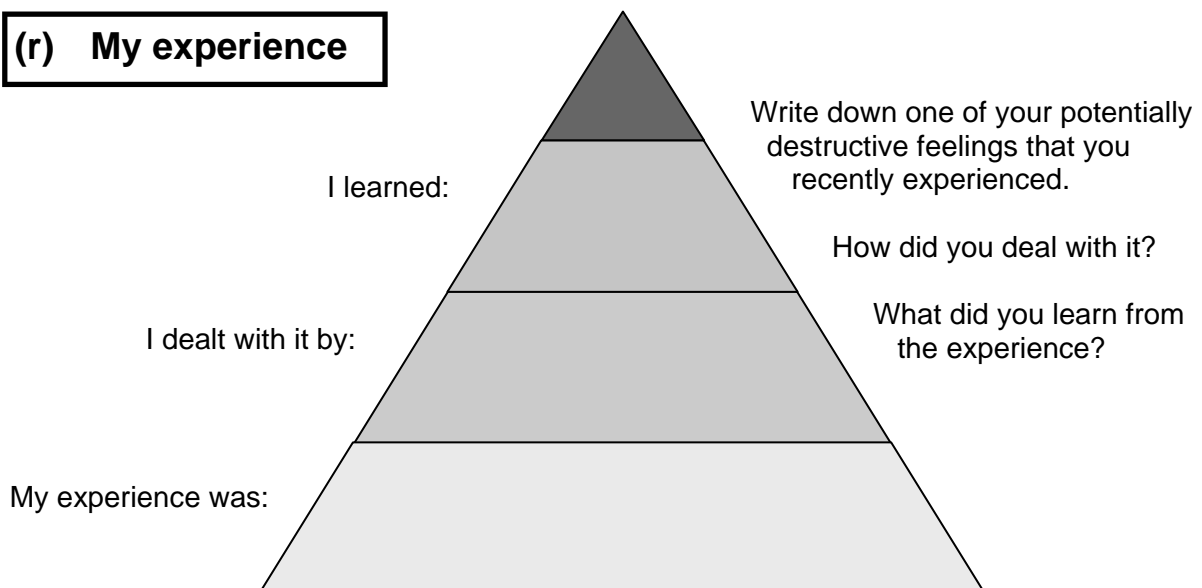 (r) My experience
Write down one of your potentially
destructive feelings that you
recently experienced.
I learned:
How did you deal with it?
What did you learn from
the experience?
I dealt with it by:
My experience was: